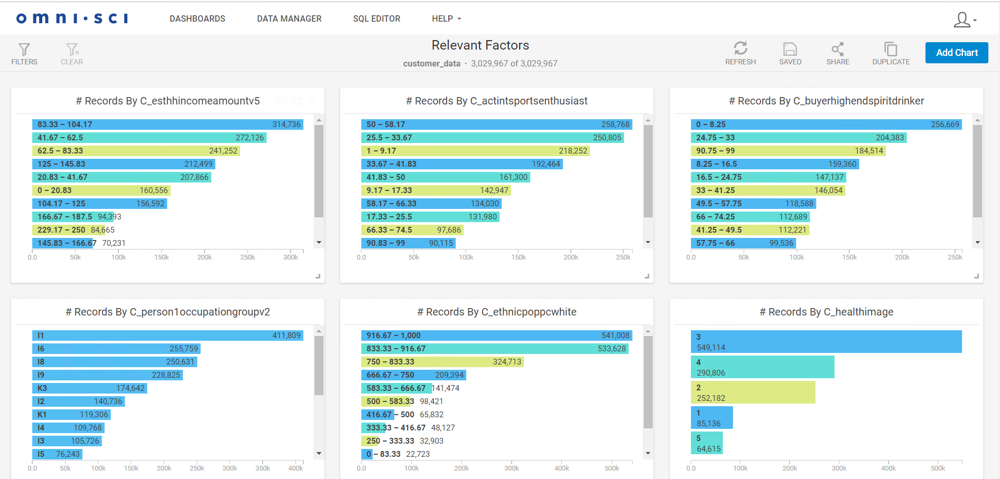 omni·sci
DASHBOARDS
DATA MANAGER
SQL EDITOR
HELP
FILTERS
CLEAR
Relevant Factors
customer_data · 3,029,967 of 3,029,967
REFRESH
SAVED
SHARE
DUPLICATE
Add Chart
# Records By C_esthhincomeamountv5
83.33 – 104.17 314,736
41.67 – 62.5 272,126
62.5 – 83.33 241,252
125 – 145.83 212,499
20.83 – 41.67 207,866
0 – 20.83 160,556
104.17 – 125 156,592
166.67 – 187.5 94,393
229.17 – 250 84,665
145.83 – 166.67 70,231
0.0 50k 100k 150k 200k 250k 300k
# Records By C_actintsportsenthusiast
50 – 58.17 258,768
25.5 – 33.67 250,805
1 – 9.17 218,252
33.67 – 41.83 192,464
41.83 – 50 161,300
9.17 – 17.33 142,947
58.17 – 66.33 134,030
17.33 – 25.5 131,980
66.33 – 74.5 97,686
90.83 – 99 90,115
0.0 50k 100k 150k 200k 250k
# Records By C_buyerhighendspiritdrinker
0 – 8.25 256,669
24.75 – 33 204,383
90.75 – 99 184,514
8.25 – 16.5 159,360
16.5 – 24.75 147,137
33 – 41.25 146,054
49.5 – 57.75 118,588
66 – 74.25 112,689
41.25 – 49.5 112,221
57.75 – 66 99,536
0.0 50k 100k 150k 200k 250k
# Records By C_person1occupationgroupv2
I1 411,809
I6 255,759
I8 250,631
I9 228,825
K3 174,642
I2 140,736
K1 119,306
I4 109,768
I3 105,726
I5 76,243
0.0 50k 100k 150k 200k 250k 300k 350k 400k
# Records By C_ethnicpoppcwhite
916.67 – 1,000 541,008
833.33 – 916.67 533,628
750 – 833.33 324,713
666.67 – 750 209,394
583.33 – 666.67 141,474
500 – 583.33 98,421
416.67 – 500 65,832
333.33 – 416.67 48,127
250 – 333.33 32,903
0 – 83.33 22,723
0.0 100k 200k 300k 400k 500k
# Records By C_healthimage
3
549,114
4
290,806
2
252,182
1
85,136
5
64,615
0.0 100k 200k 300k 400k 500k